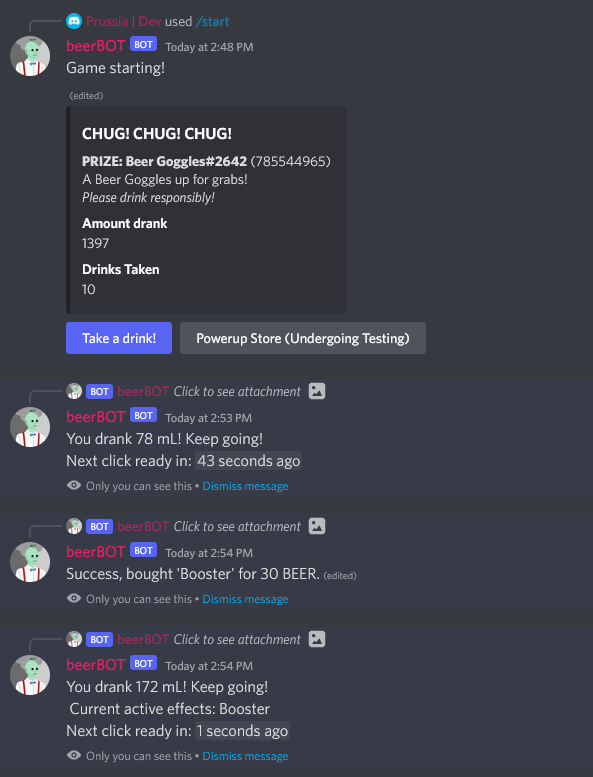 Prussia | Dev used /start
beerBOT BOT Today at 2:48 PM
Game starting!
(edited)
CHUG! CHUG! CHUG!
PRIZE: Beer Goggles#2642 (785544965)
A Beer Goggles up for grabs!
Please drink responsibly!
Amount drank
1397
Drinks Taken
10
Take a drink! Powerup Store (Undergoing Testing)
BOT beerBOT Click to see attachment
beerBOT BOT Today at 2:53 PM
You drank 78 mL! Keep going!
Next click ready in: 43 seconds ago
Only you can see this • Dismiss message
BOT beerBOT Click to see attachment
beerBOT BOT Today at 2:54 PM
Success, bought 'Booster' for 30 BEER. (edited)
Only you can see this • Dismiss message
BOT beerBOT Click to see attachment
beerBOT BOT Today at 2:54 PM
You drank 172 mL! Keep going!
Current active effects: Booster
Next click ready in: 1 seconds ago
Only you can see this • Dismiss message